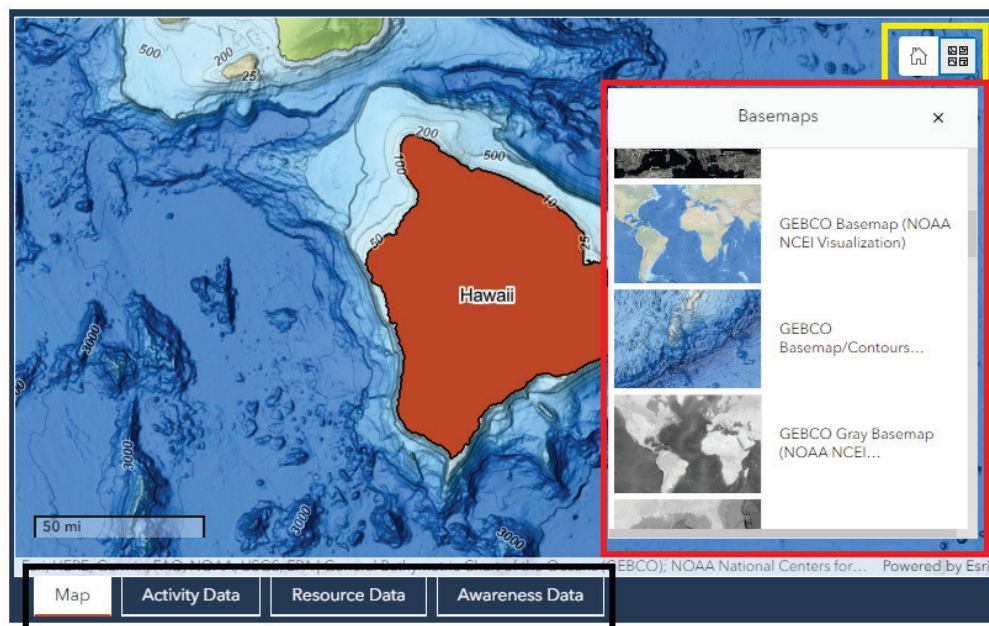 500
200
25
Basemaps
200
500
100
10
GEBCO Basemap (NOAA
NCEI Visualization)
50
25
Hawaii
GEBCO
Basemap/Contours...
3000
GEBCO Gray Basemap
(NOAA NCEI...
3000
3000
50 mi
3000
(GEBCO); NOAA National Centers for... Powered by Esri
Map
Activity Data
Resource Data
Awareness Data